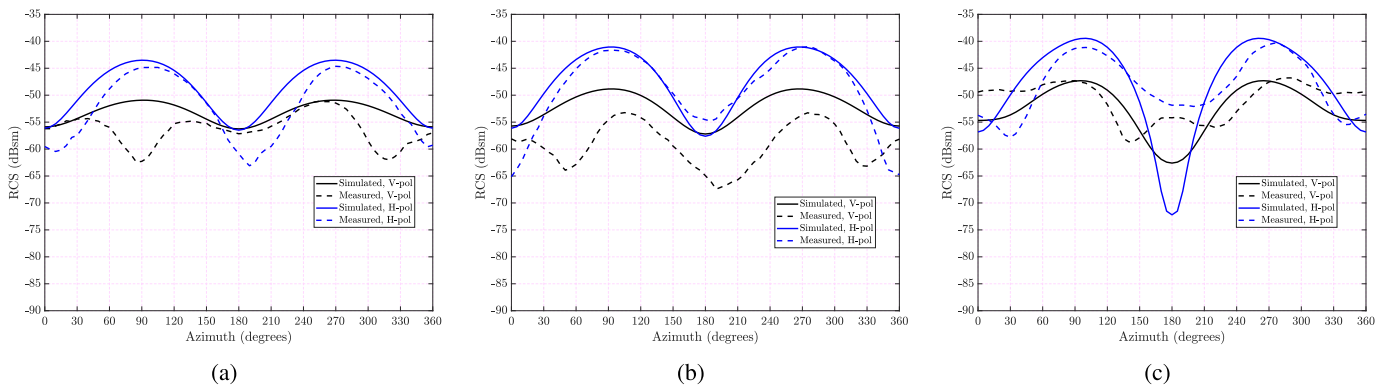 -35
-40
-45
-50
-55
-60
-65
-70
-75
-80
-85
-90
RCS (dBsm)
Simulated, V-pol
Measured, V-pol
Simulated, H-pol
Measured, H-pol
0 30 60 90 120 150 180 210 240 270 300 330 360
Azimuth (degrees)
(a)
-35
-40
-45
-50
-55
-60
-65
-70
-75
-80
-85
-90
RCS (dBsm)
Simulated, V-pol
Measured, V-pol
Simulated, H-pol
Measured, H-pol
0 30 60 90 120 150 180 210 240 270 300 330 360
Azimuth (degrees)
(b)
-35
-40
-45
-50
-55
-60
-65
-70
-75
-80
-85
-90
RCS (dBsm)
Simulated, V-pol
Measured, V-pol
Simulated, H-pol
Measured, H-pol
0 30 60 90 120 150 180 210 240 270 300 330 360
Azimuth (degrees)
(c)